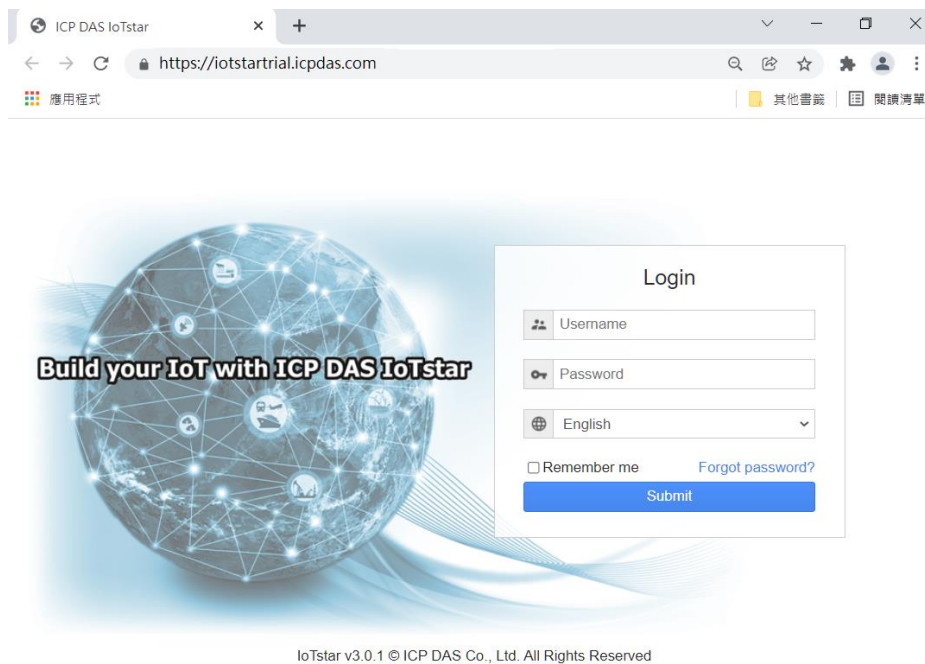 ICP DAS IoTstar
https://iotstartrial.icpdas.com
應用程式
其他書籤
閱讀清單
Build your IoT with ICP DAS IoTstar
Login
Username
Password
English
Remember me
Forgot password?
Submit
IoTstar v3.0.1 © ICP DAS Co., Ltd. All Rights Reserved